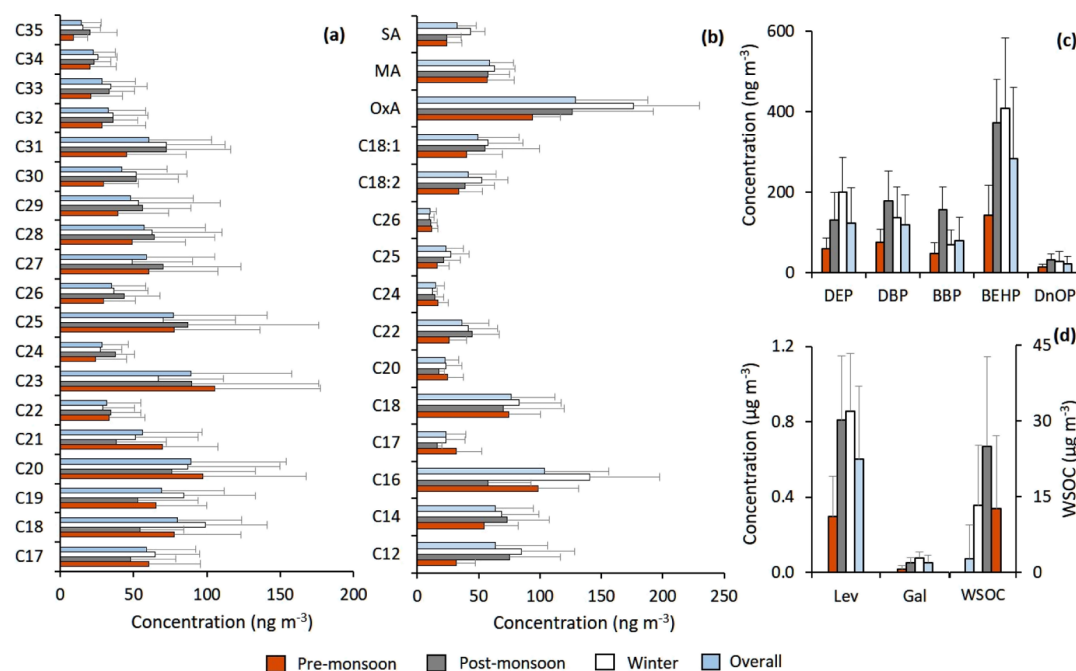 (a)
C35
C34
C33
C32
C31
C30
C29
C28
C27
C26
C25
C24
C23
C22
C21
C20
C19
C18
C17
0 50 100 150 200
Concentration (ng m⁻³)
(b)
SA
MA
OxA
C18:1
C18:2
C26
C25
C24
C22
C20
C18
C17
C16
C14
C12
0 50 100 150 200 250
Concentration (ng m⁻³)
(c)
Concentration (ng m⁻³)
600
400
200
0
DEP DBP BBP BEHP DnOP
(d)
Concentration (µg m⁻³)
1.2
0.8
0.4
0.0
Lev Gal WSOC
45
30
15
0
WSOC (µg m⁻³)
Pre-monsoon Post-monsoon Winter Overall